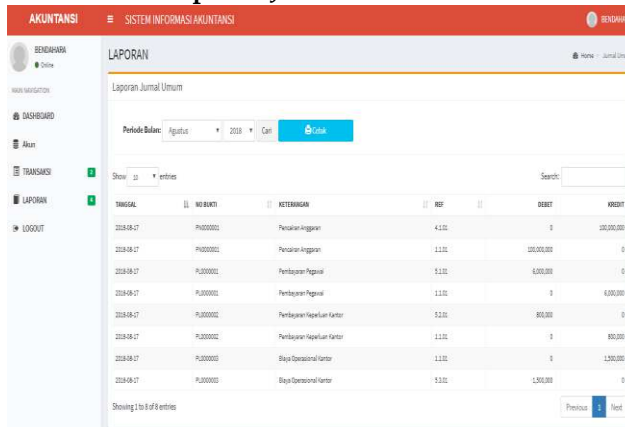 AKUNTANSI
SISTEM INFORMASI AKUNTANSI
BENDAHARA
Online
LAPORAN
Home
MAIN NAVIGATION
DASHBOARD
Akun
TRANSAKSI
LAPORAN
LOGOUT
Laporan Jurnal Umum
Periode Bulan: Agustus 2018 Cari Cetak
Show 10 entries Search:
TANGGAL NO BUKTI KETERANGAN REF DEBET KREDIT
2018-08-17 PN0000001 Pencairan Anggaran 4.1.01 0 100,000,000
2018-08-17 PN0000001 Pencairan Anggaran 1.1.01 100,000,000 0
2018-08-17 PL0000001 Pembayaran Pegawai 5.1.01 6,000,000 0
2018-08-17 PL0000001 Pembayaran Pegawai 1.1.01 0 6,000,000
2018-08-17 PL0000002 Pembayaran Keperluan Kantor 5.2.01 800,000 0
2018-08-17 PL0000002 Pembayaran Keperluan Kantor 1.1.01 0 800,000
2018-08-17 PL0000003 Biaya Operasional Kantor 1.1.01 0 1,500,000
2018-08-17 PL0000003 Biaya Operasional Kantor 5.3.01 1,500,000 0
Showing 1 to 8 of 8 entries Previous 1 Next